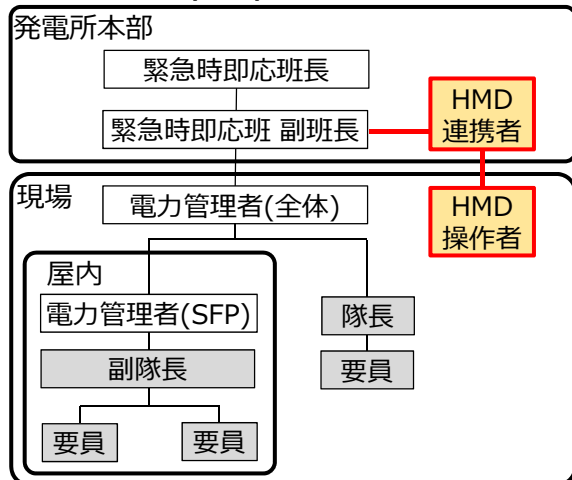 発電所本部
緊急時即応班長
緊急時即応班 副班長
HMD
連携者
現場
電力管理者(全体)
HMD
操作者
屋内
電力管理者(SFP)
隊長
副隊長
要員
要員
要員